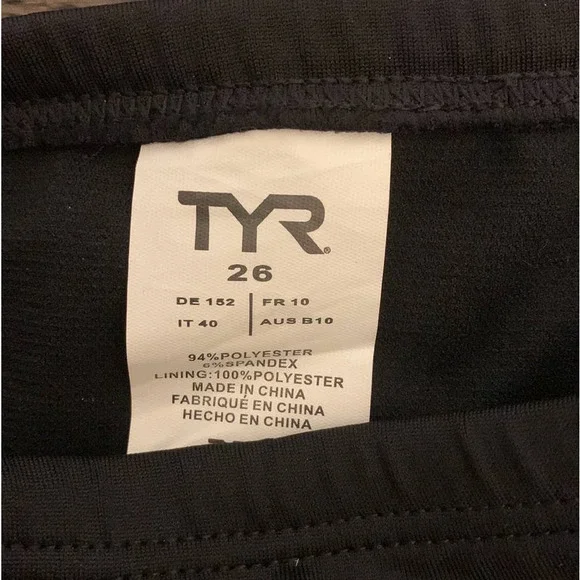 TYR®
26
DE 152 | FR 10
IT 40 | AUS B10
94%POLYESTER
6%SPANDEX
LINING:100%POLYESTER
MADE IN CHINA
FABRIQUÉ EN CHINA
HECHO EN CHINA